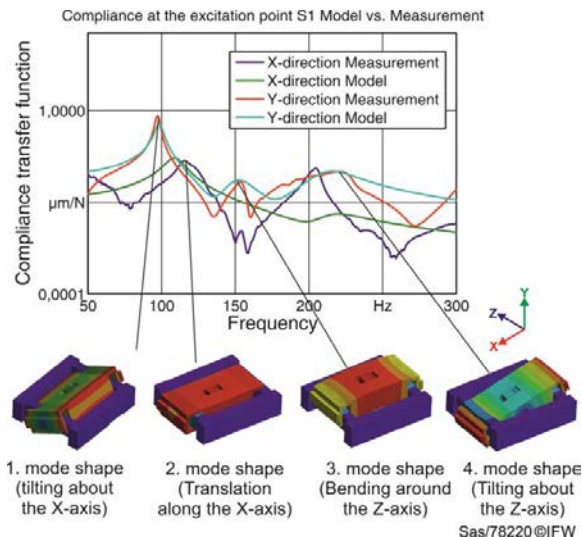 Compliance at the excitation point S1 Model vs. Measurement
X-direction Measurement
X-direction Model
Y-direction Measurement
Y-direction Model
Compliance transfer function
1,0000
µm/N
0,0001
50 100 150 200 Hz 300
Frequency
Y
Z
X
1. mode shape
(tilting about
the X-axis)
2. mode shape
(Translation
along the X-axis)
3. mode shape
(Bending around
the Z-axis)
4. mode shape
(Tilting about
the Z-axis)
Sas/78220©IFW